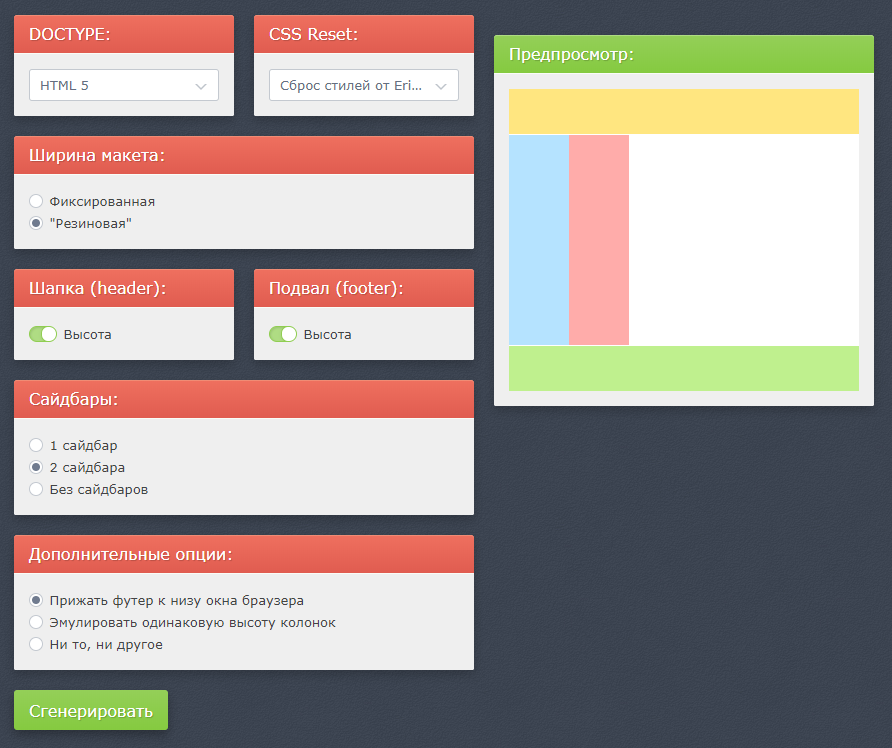 DOCTYPE:
CSS Reset:
HTML 5
Сброс стилей от Eri...
Ширина макета:
Фиксированная
"Резиновая"
Шапка (header):
Подвал (footer):
Высота
Высота
Сайдбары:
1 сайдбар
2 сайдбара
Без сайдбаров
Дополнительные опции:
Прижать футер к низу окна браузера
Эмулировать одинаковую высоту колонок
Ни то, ни другое
Сгенерировать
Предпросмотр: